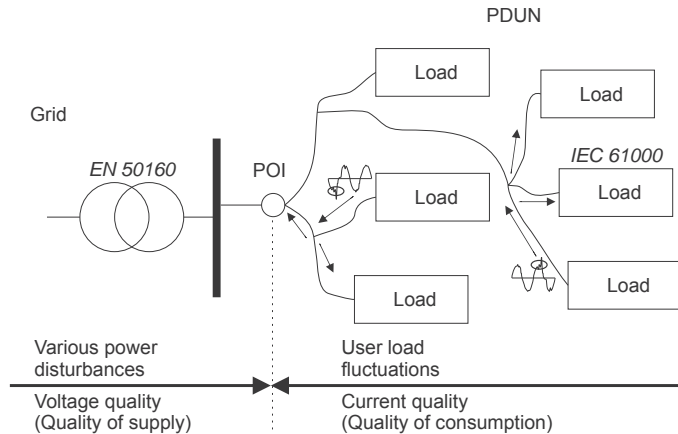 PDUN
Load
Load
Grid
EN 50160
POI
IEC 61000
Load
Load
Load
Load
Various power
disturbances
User load
fluctuations
Voltage quality
(Quality of supply)
Current quality
(Quality of consumption)